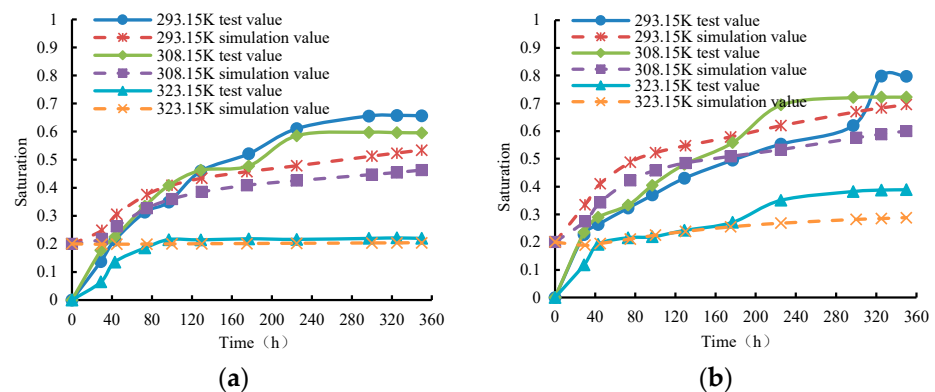 1
0.9
0.8
0.7
0.6
0.5
0.4
0.3
0.2
0.1
0
Saturation
293.15K test value
293.15K simulation value
308.15K test value
308.15K simulation value
323.15K test value
323.15K simulation value
0 40 80 120 160 200 240 280 320 360
Time（h）
(a)
1
0.9
0.8
0.7
0.6
0.5
0.4
0.3
0.2
0.1
0
Saturation
293.15K test value
293.15K simulation value
308.15K test value
308.15K simulation value
323.15K test value
323.15K simulation value
0 40 80 120 160 200 240 280 320 360
Time（h）
(b)